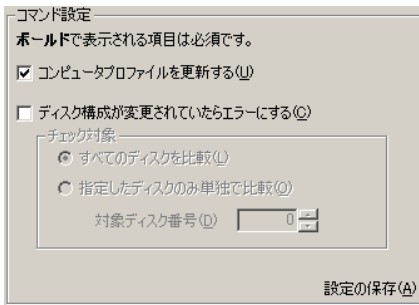 コマンド設定
ボールドで表示される項目は必須です。
コンピュータプロファイルを更新する(U)
ディスク構成が変更されていたらエラーにする(C)
チェック対象
すべてのディスクを比較(L)
指定したディスクのみ単独で比較(O)
対象ディスク番号(D) 0
設定の保存(A)